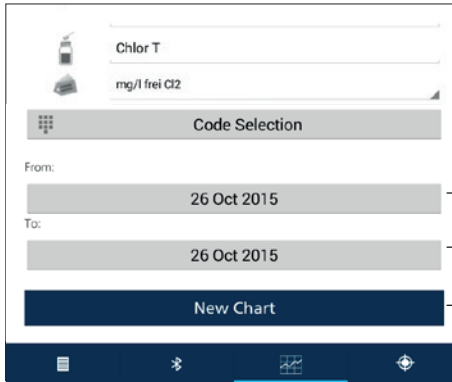 Chlor T
mg/l frei Cl2
Code Selection
From:
26 Oct 2015
To:
26 Oct 2015
New Chart